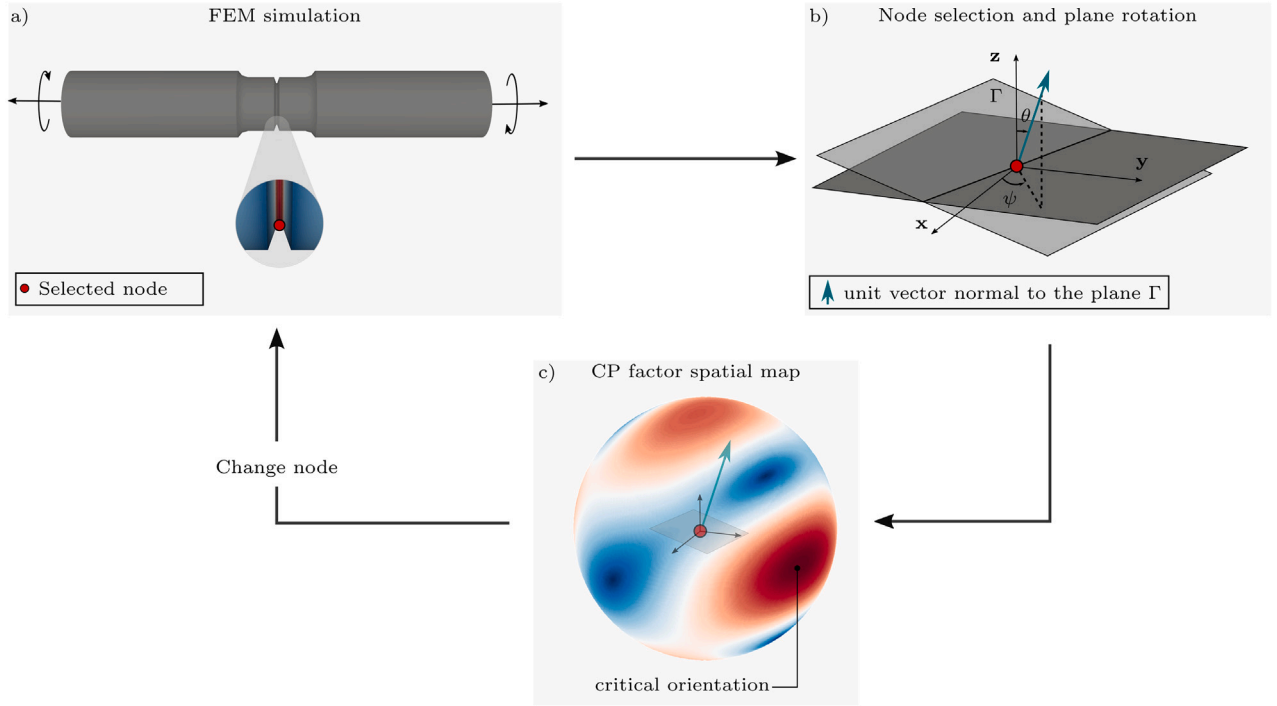 a) FEM simulation
Selected node
b) Node selection and plane rotation
z
Γ
θ
y
ψ
x
unit vector normal to the plane Γ
c) CP factor spatial map
Change node
critical orientation